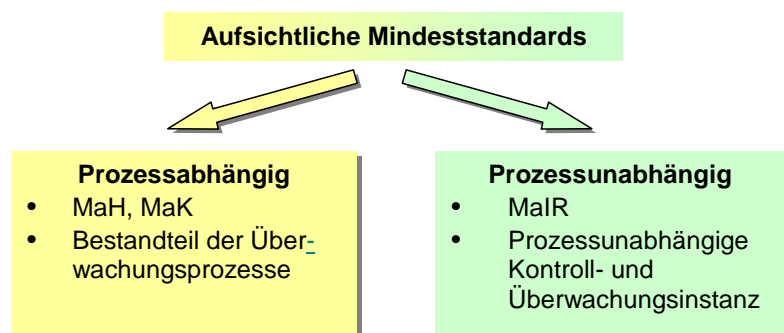 Aufsichtliche Mindeststandards
Prozessabhängig
• MaH, MaK
• Bestandteil der Über-
wachungsprozesse
Prozessunabhängig
• MaIR
• Prozessunabhängige
Kontroll- und
Überwachungsinstanz